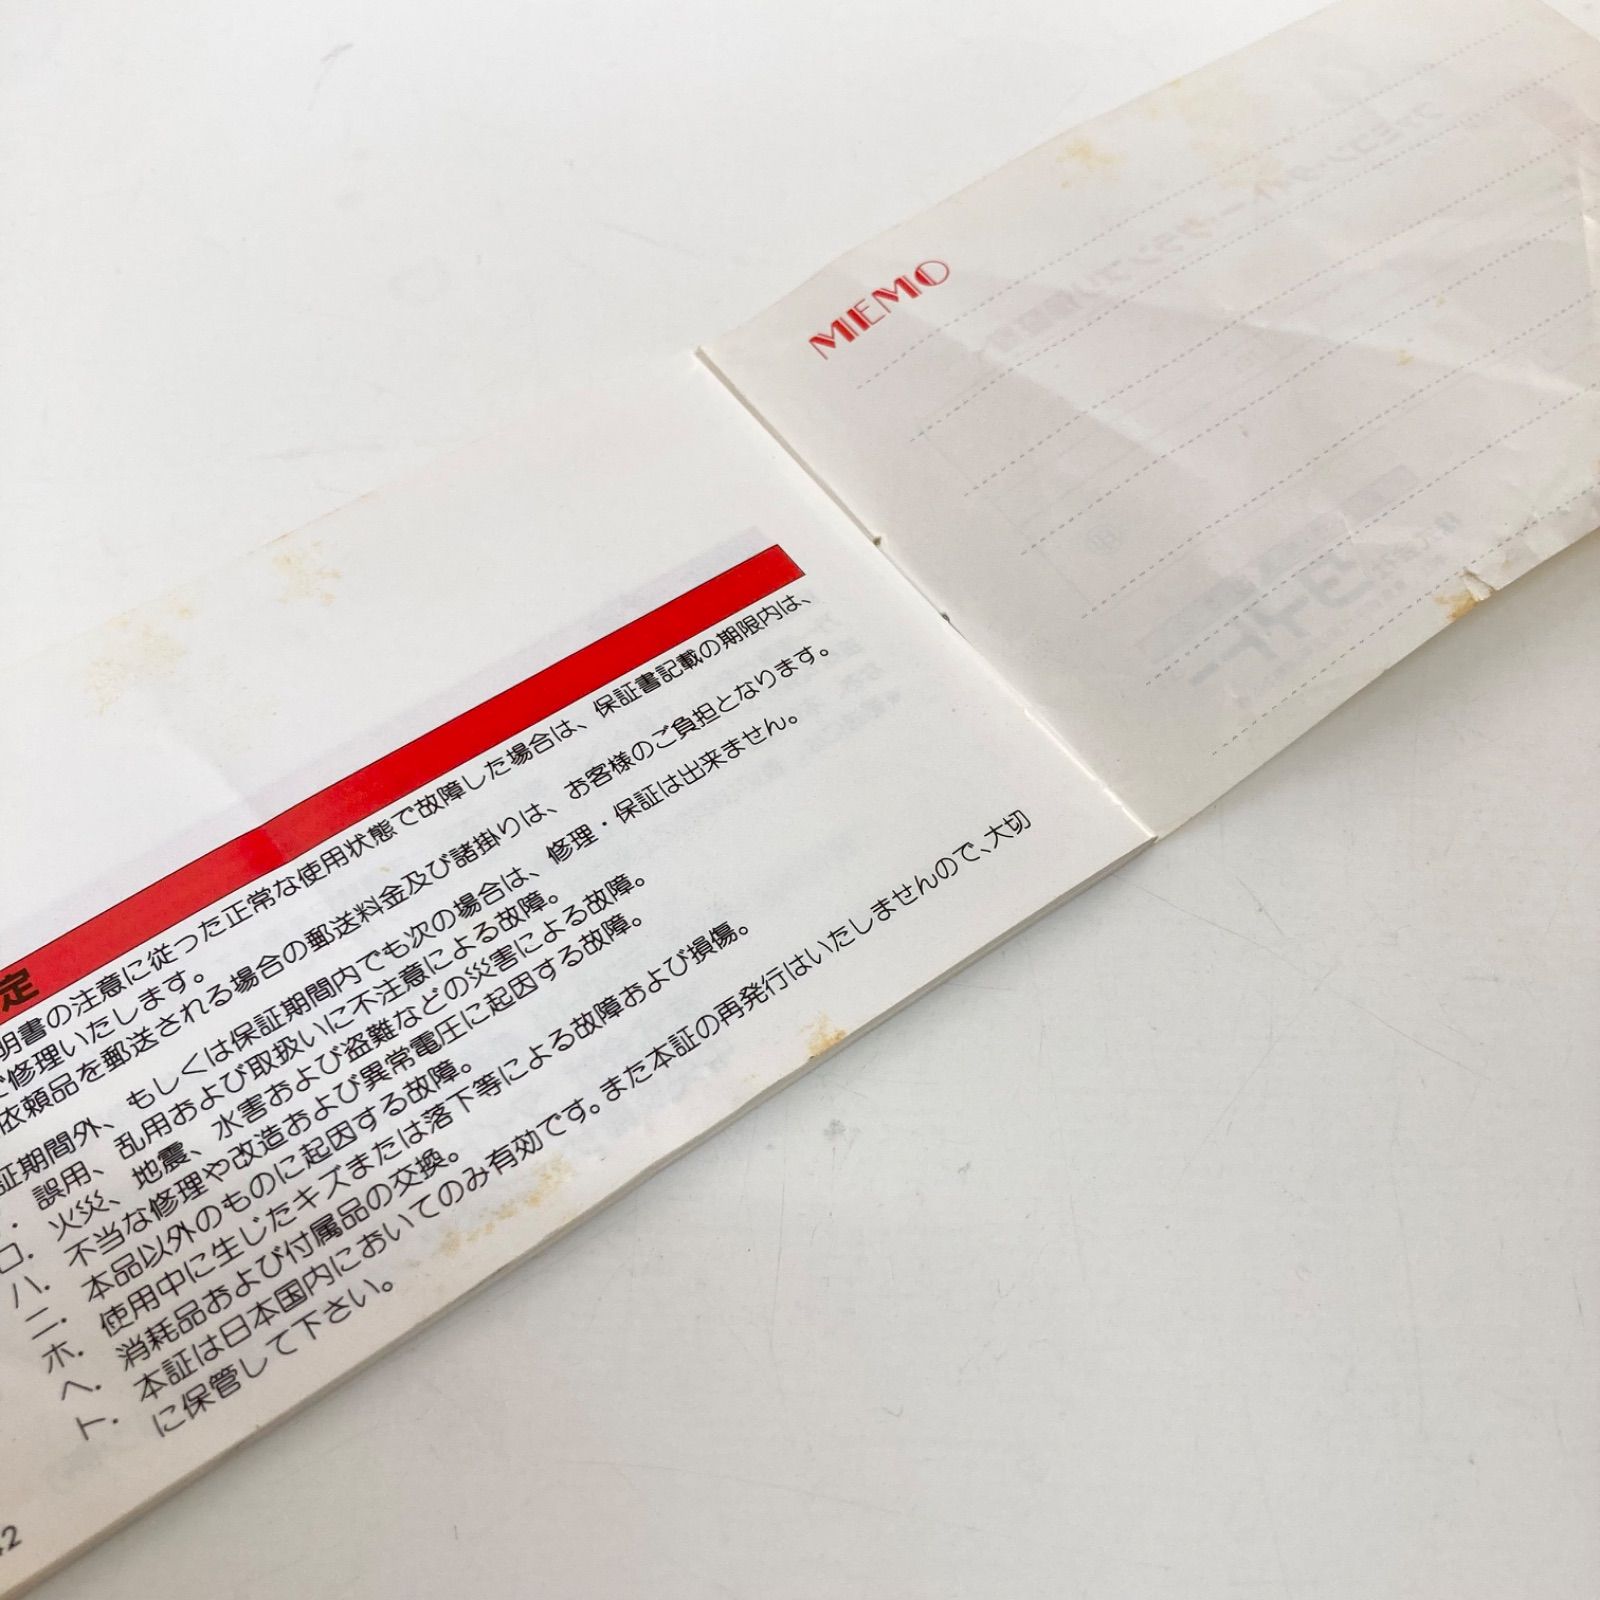 定
明書の注意に従った正常な使用状態で故障した場合は、保証書記載の期限内は、
で修理いたします。
依頼品を郵送される場合の郵送料金及び諸掛りは、お客様のご負担となります。
証期間外、もしくは保証期間内でも次の場合は、修理・保証は出来ません。
誤用、乱用および取扱いに不注意による故障。
ロ．火災、地震、水害および盗難などの災害による故障。
ハ．不当な修理や改造および異常電圧に起因する故障。
ニ．本品以外のものに起因する故障。
ホ．使用中に生じたキズまたは落下等による故障および損傷。
ヘ．消耗品および付属品の交換。
ト．本証は日本国内においてのみ有効です。また本証の再発行はいたしませんので、大切
に保管して下さい。
42
MEMO